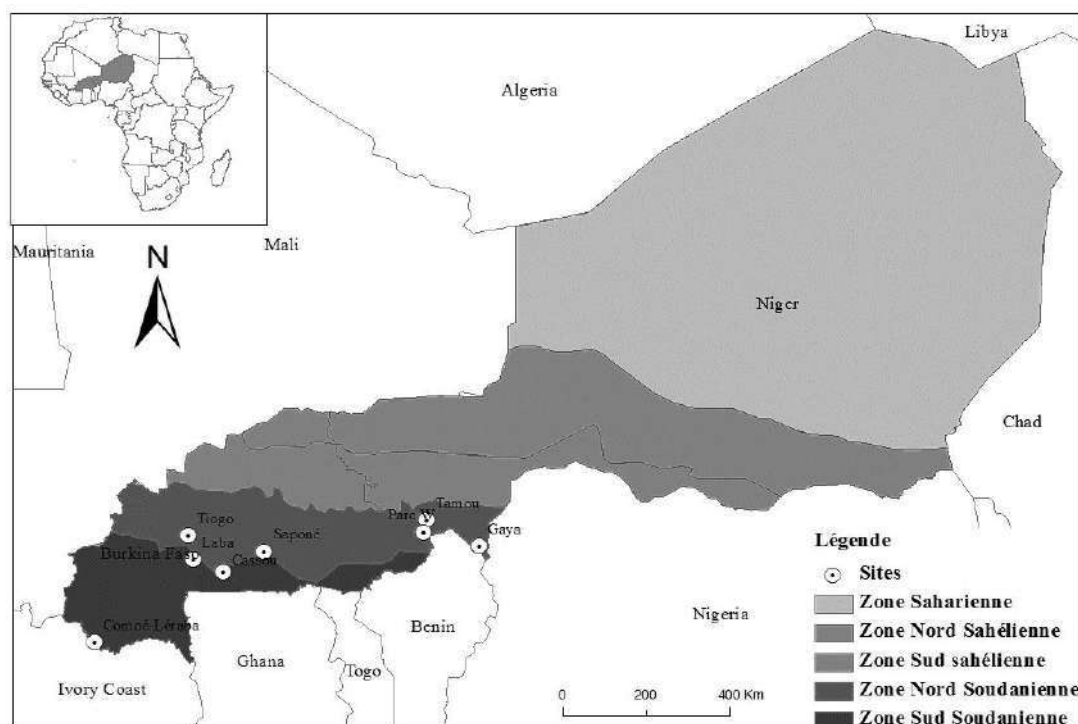 Libya
Algeria
Mauritania
Mali
N
Niger
Chad
Tamou
Parc W
Tiogo
Gaya
Saponé
Laba
Burkina Faso
Cassou
Comoé-Léraba
Benin
Nigeria
Ghana
Togo
Ivory Coast
0 200 400 Km
Légende
Sites
Zone Saharienne
Zone Nord Sahélienne
Zone Sud sahélienne
Zone Nord Soudanienne
Zone Sud Soudanienne